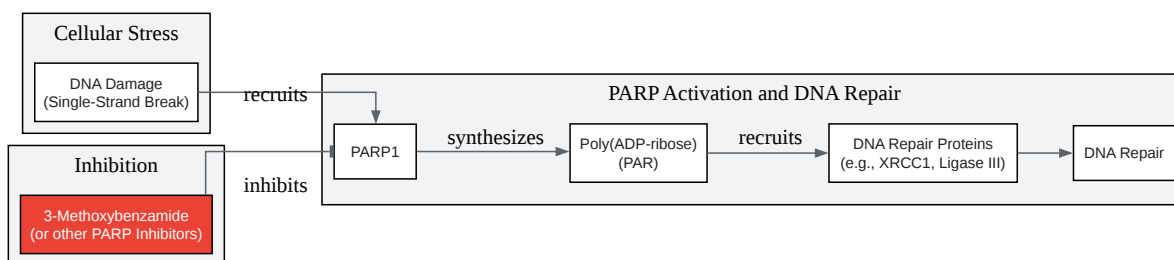 Cellular Stress
DNA Damage
(Single-Strand Break)
recruits
PARP Activation and DNA Repair
PARP1
synthesizes
Poly(ADP-ribose)
(PAR)
recruits
DNA Repair Proteins
(e.g., XRCC1, Ligase III)
DNA Repair
Inhibition
inhibits
3-Methoxybenzamide
(or other PARP Inhibitors)